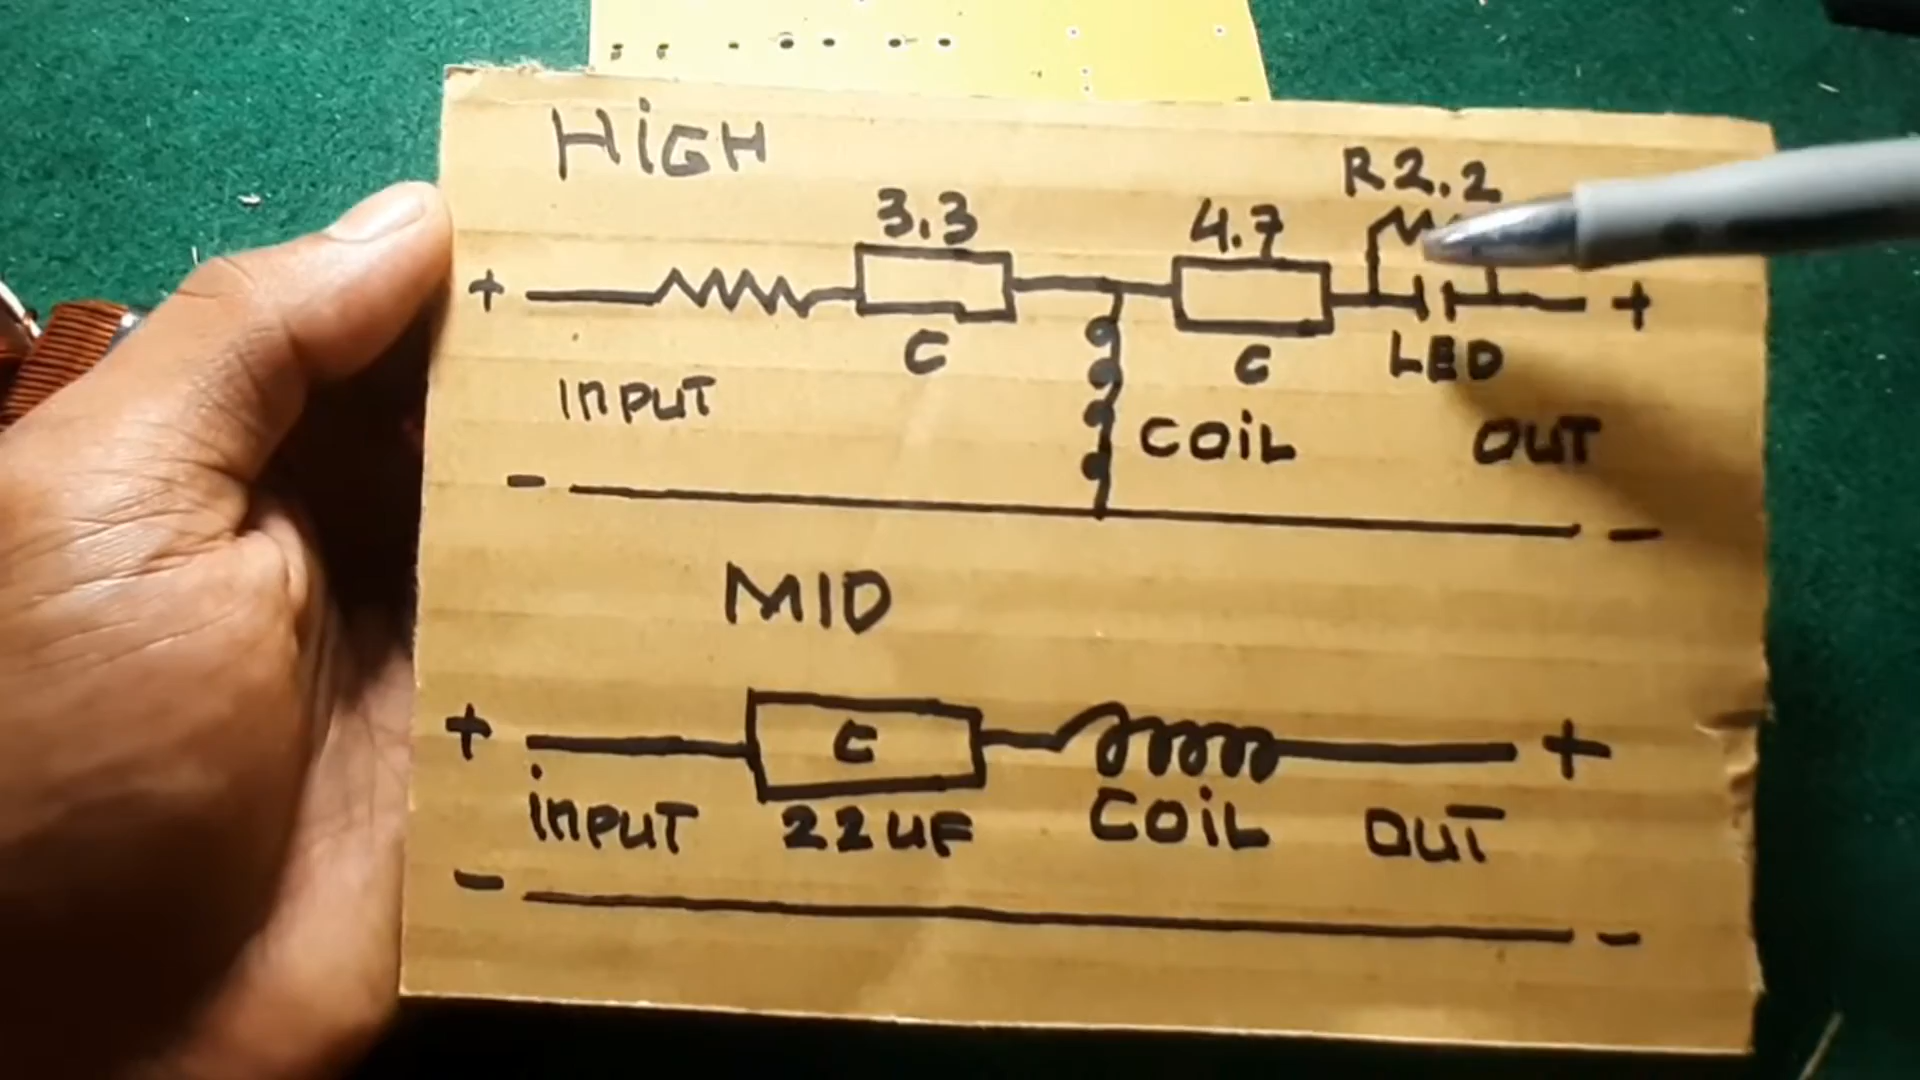 HiGH
R2.2
3.3
4.7
+
+
C
C
LED
inPUT
COiL
OUT
-
-
MID
+
C
+
inPUT
22uF
COiL
OUT
-
-